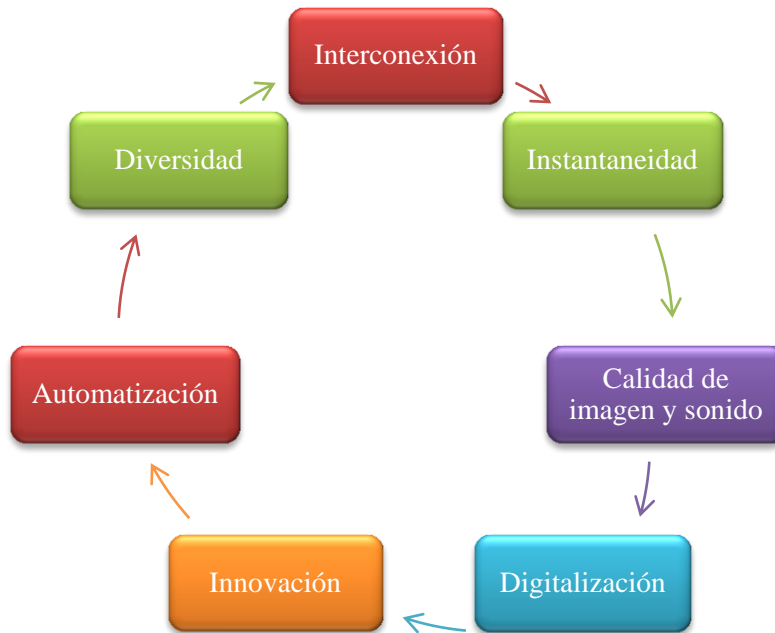 Interconexión
Instantaneidad
Calidad de
imagen y sonido
Digitalización
Innovación
Automatización
Diversidad